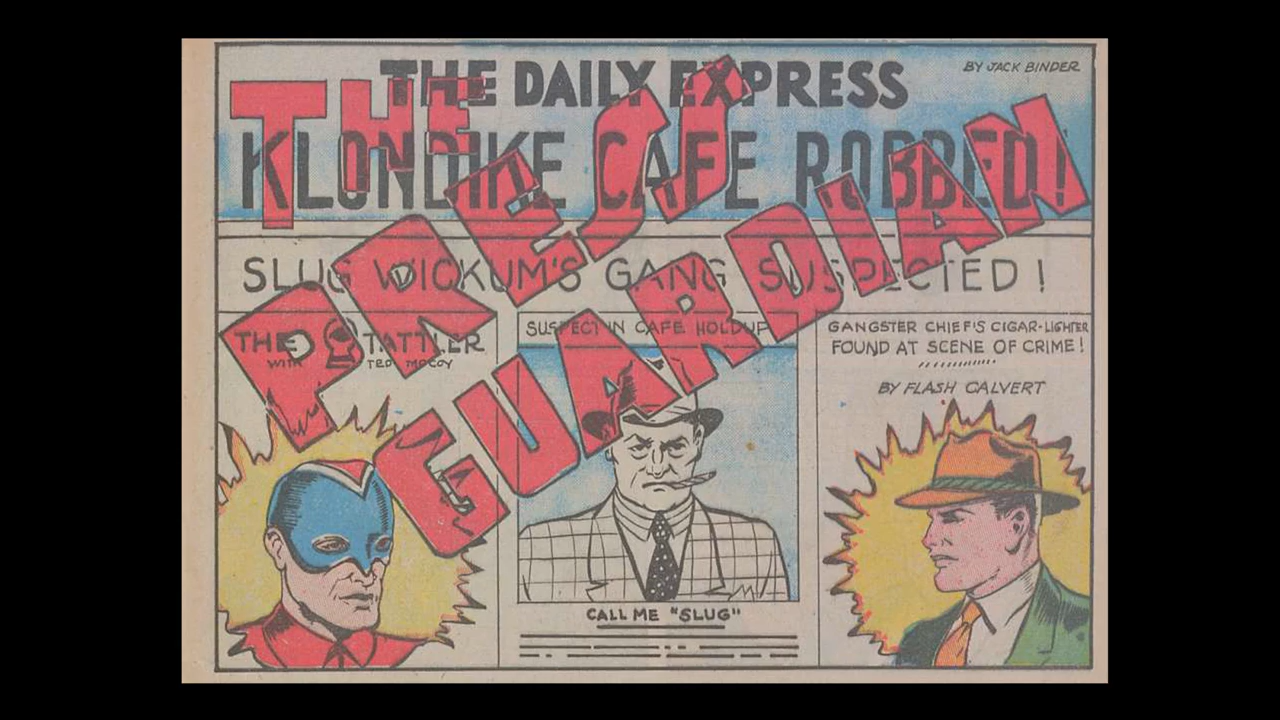 THE DAILY EXPRESS
BY JACK BINDER
KLONDIKE CAFE ROBBED!
THE
PRESS
GUARDIAN
SLUG WICKUM'S GANG SUSPECTED!
THE TATTLER
WITH TED McCOY
SUSPECT IN CAFE HOLDUP
CALL ME "SLUG"
GANGSTER CHIEF'S CIGAR-LIGHTER
FOUND AT SCENE OF CRIME!
BY FLASH CALVERT